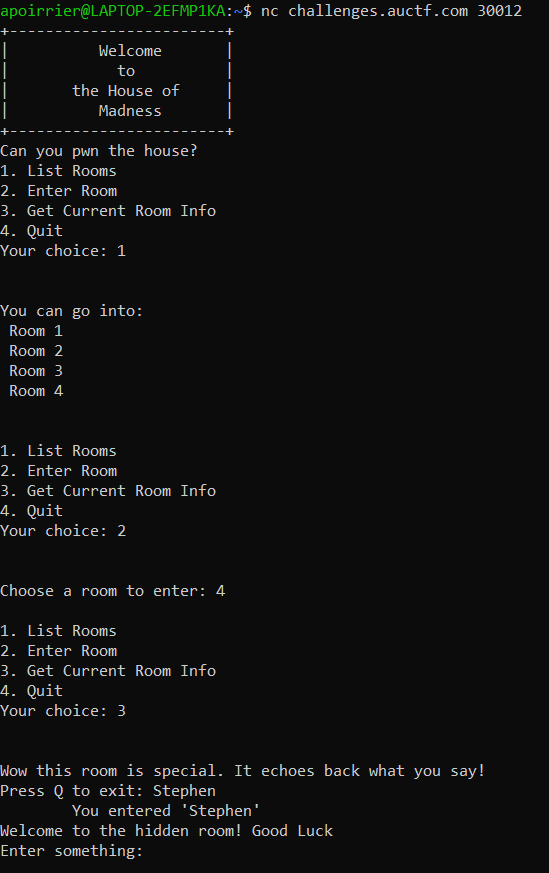 apoirrier@LAPTOP-2EFMP1KA:~$ nc challenges.auctf.com 30012
+------------------------+
|          Welcome       |
|            to          |
|       the House of     |
|          Madness       |
+------------------------+
Can you pwn the house?
1. List Rooms
2. Enter Room
3. Get Current Room Info
4. Quit
Your choice: 1
You can go into:
 Room 1
 Room 2
 Room 3
 Room 4
1. List Rooms
2. Enter Room
3. Get Current Room Info
4. Quit
Your choice: 2
Choose a room to enter: 4
1. List Rooms
2. Enter Room
3. Get Current Room Info
4. Quit
Your choice: 3
Wow this room is special. It echoes back what you say!
Press Q to exit: Stephen
        You entered 'Stephen'
Welcome to the hidden room! Good Luck
Enter something: